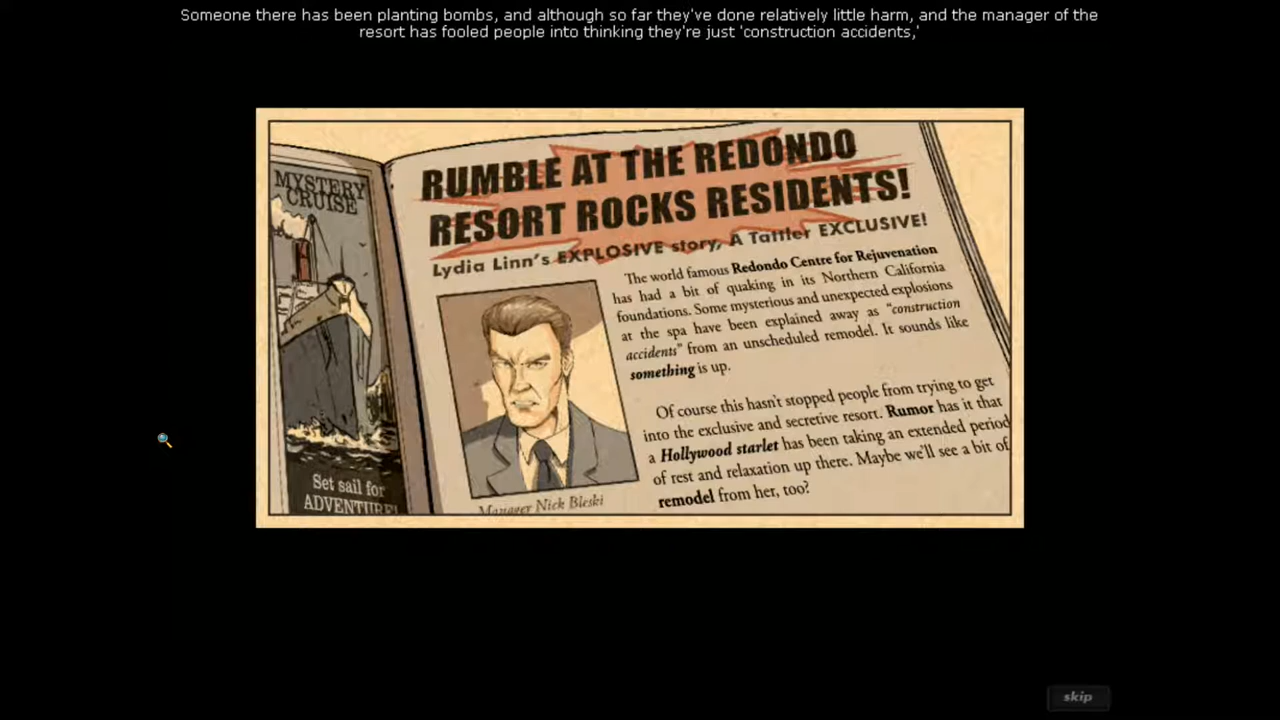 Someone there has been planting bombs, and although so far they've done relatively little harm, and the manager of the
resort has fooled people into thinking they're just 'construction accidents,'
MYSTERY
CRUISE
Set sail for
ADVENTURE!
RUMBLE AT THE REDONDO
RESORT ROCKS RESIDENTS!
Lydia Linn's EXPLOSIVE story, A Tattler EXCLUSIVE!
The world famous Redondo Centre for Rejuvenation
has had a bit of quaking in its Northern California
foundations. Some mysterious and unexpected explosions
at the spa have been explained away as "construction
accidents" from an unscheduled remodel. It sounds like
something is up.
Of course this hasn't stopped people from trying to get
into the exclusive and secretive resort. Rumor has it that
a Hollywood starlet has been taking an extended period
of rest and relaxation up there. Maybe we'll see a bit of
remodel from her, too?
Manager Nick Bleski
skip